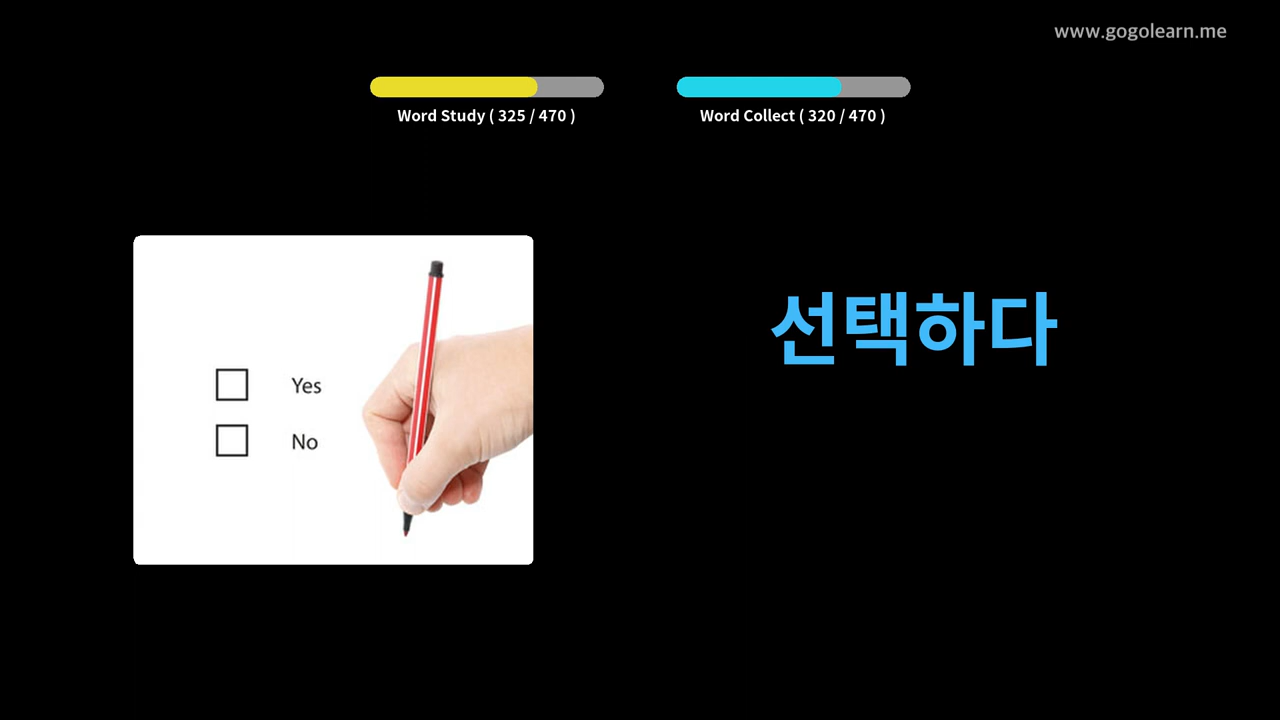 www.gogolearn.me
Word Study ( 325 / 470 )
Word Collect ( 320 / 470 )
선택하다
Yes
No